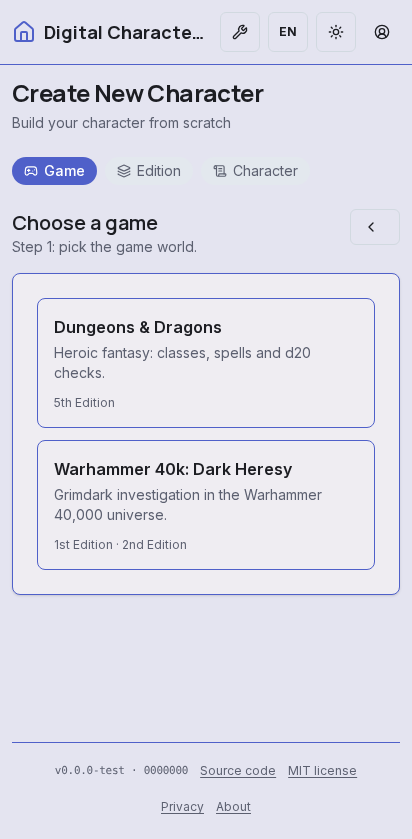 Digital Characte... EN
Create New Character
Build your character from scratch
Game Edition Character
Choose a game
Step 1: pick the game world.
Dungeons & Dragons
Heroic fantasy: classes, spells and d20
checks.
5th Edition
Warhammer 40k: Dark Heresy
Grimdark investigation in the Warhammer
40,000 universe.
1st Edition · 2nd Edition
v0.0.0-test · 0000000 Source code MIT license
Privacy About